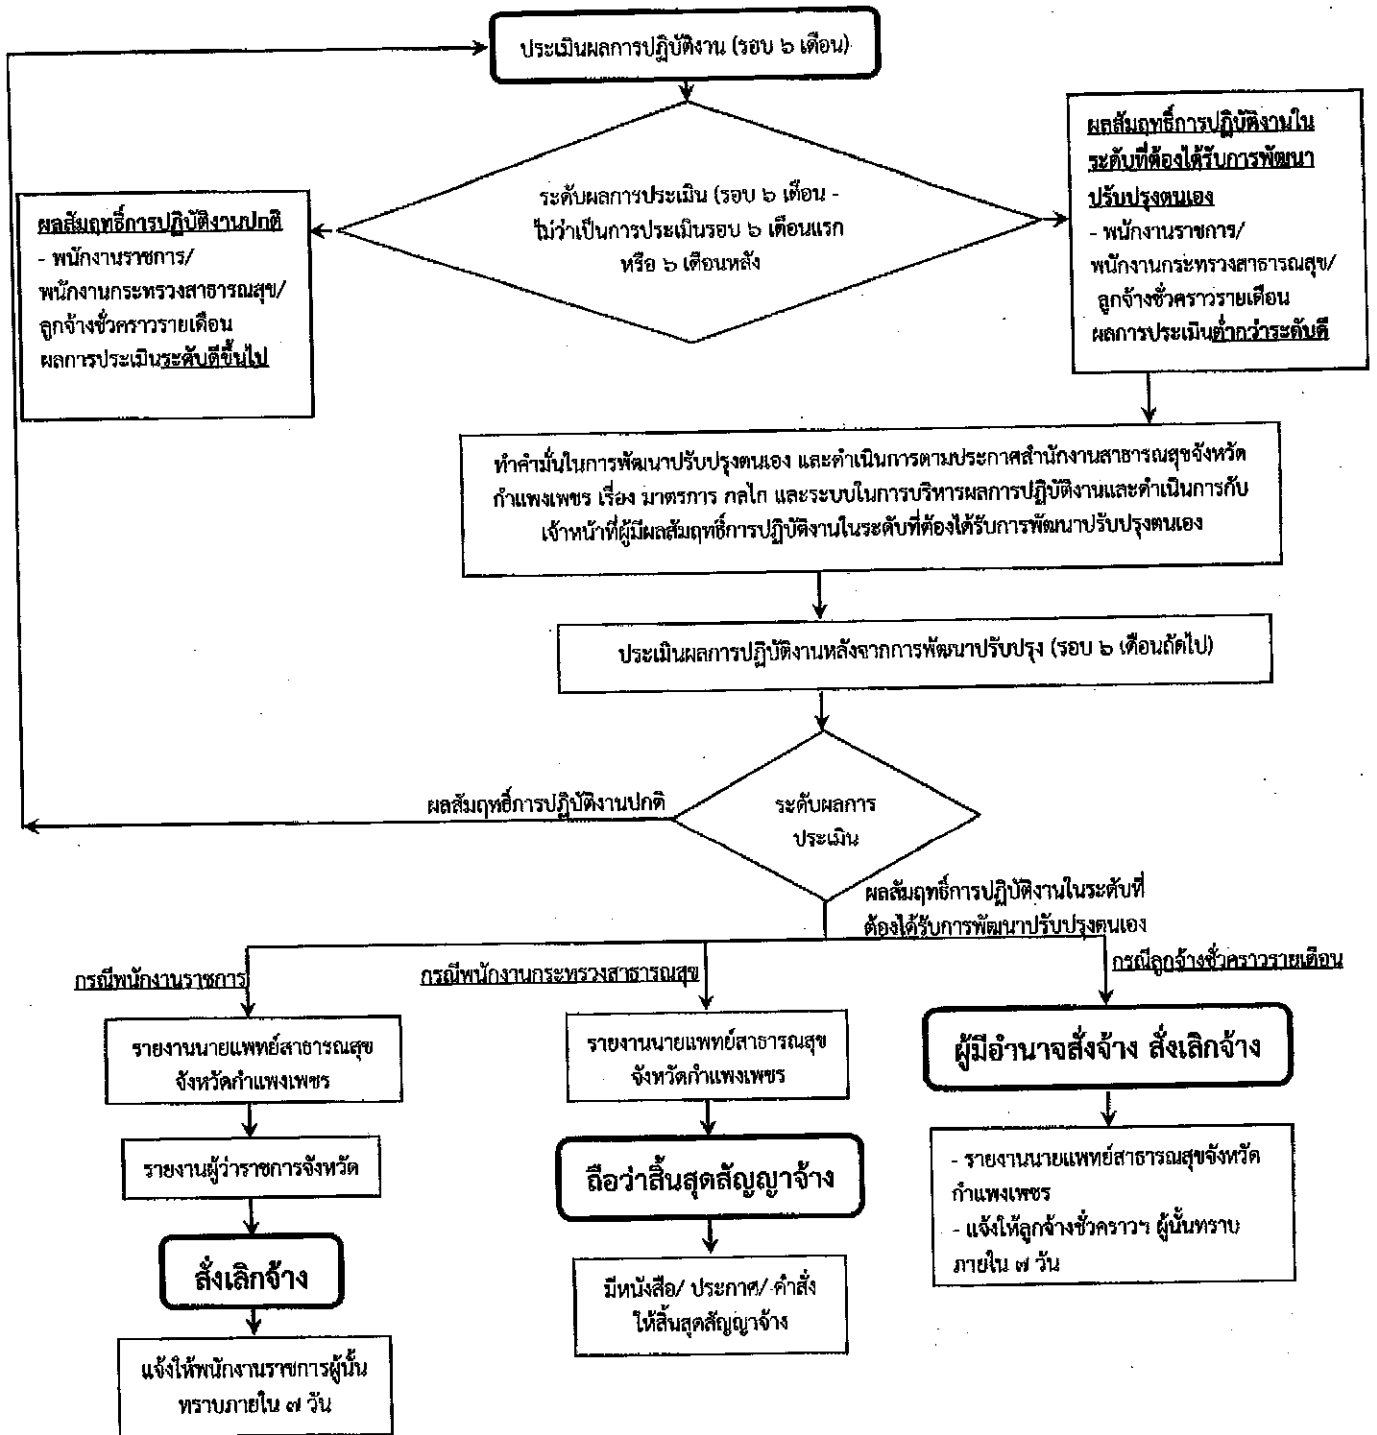 ประเมินผลการปฏิบัติงาน (รอบ ๖ เดือน)
ระดับผลการประเมิน (รอบ ๖ เดือน -
ไม่ว่าเป็นการประเมินรอบ ๖ เดือนแรก
หรือ ๖ เดือนหลัง
ผลสัมฤทธิ์การปฏิบัติงานปกติ
- พนักงานราชการ/
พนักงานกระทรวงสาธารณสุข/
ลูกจ้างชั่วคราวรายเดือน
ผลการประเมินระดับดีขึ้นไป
ผลสัมฤทธิ์การปฏิบัติงานใน
ระดับที่ต้องได้รับการพัฒนา
ปรับปรุงตนเอง
- พนักงานราชการ/
พนักงานกระทรวงสาธารณสุข/
ลูกจ้างชั่วคราวรายเดือน
ผลการประเมินต่ำกว่าระดับดี
ทำคำมั่นในการพัฒนาปรับปรุงตนเอง และดำเนินการตามประกาศสำนักงานสาธารณสุขจังหวัด
กำแพงเพชร เรื่อง มาตรการ กลไก และระบบในการบริหารผลการปฏิบัติงานและดำเนินการกับ
เจ้าหน้าที่ผู้มีผลสัมฤทธิ์การปฏิบัติงานในระดับที่ต้องได้รับการพัฒนาปรับปรุงตนเอง
ประเมินผลการปฏิบัติงานหลังจากการพัฒนาปรับปรุง (รอบ ๖ เดือนถัดไป)
ผลสัมฤทธิ์การปฏิบัติงานปกติ
ระดับผลการ
ประเมิน
ผลสัมฤทธิ์การปฏิบัติงานในระดับที่
ต้องได้รับการพัฒนาปรับปรุงตนเอง
กรณีพนักงานราชการ
รายงานนายแพทย์สาธารณสุข
จังหวัดกำแพงเพชร
รายงานผู้ว่าราชการจังหวัด
สั่งเลิกจ้าง
แจ้งให้พนักงานราชการผู้นั้น
ทราบภายใน ๗ วัน
กรณีพนักงานกระทรวงสาธารณสุข
รายงานนายแพทย์สาธารณสุข
จังหวัดกำแพงเพชร
ถือว่าสิ้นสุดสัญญาจ้าง
มีหนังสือ/ ประกาศ/ คำสั่ง
ให้สิ้นสุดสัญญาจ้าง
กรณีลูกจ้างชั่วคราวรายเดือน
ผู้มีอำนาจสั่งจ้าง สั่งเลิกจ้าง
- รายงานนายแพทย์สาธารณสุขจังหวัด
กำแพงเพชร
- แจ้งให้ลูกจ้างชั่วคราวฯ ผู้นั้นทราบ
ภายใน ๗ วัน